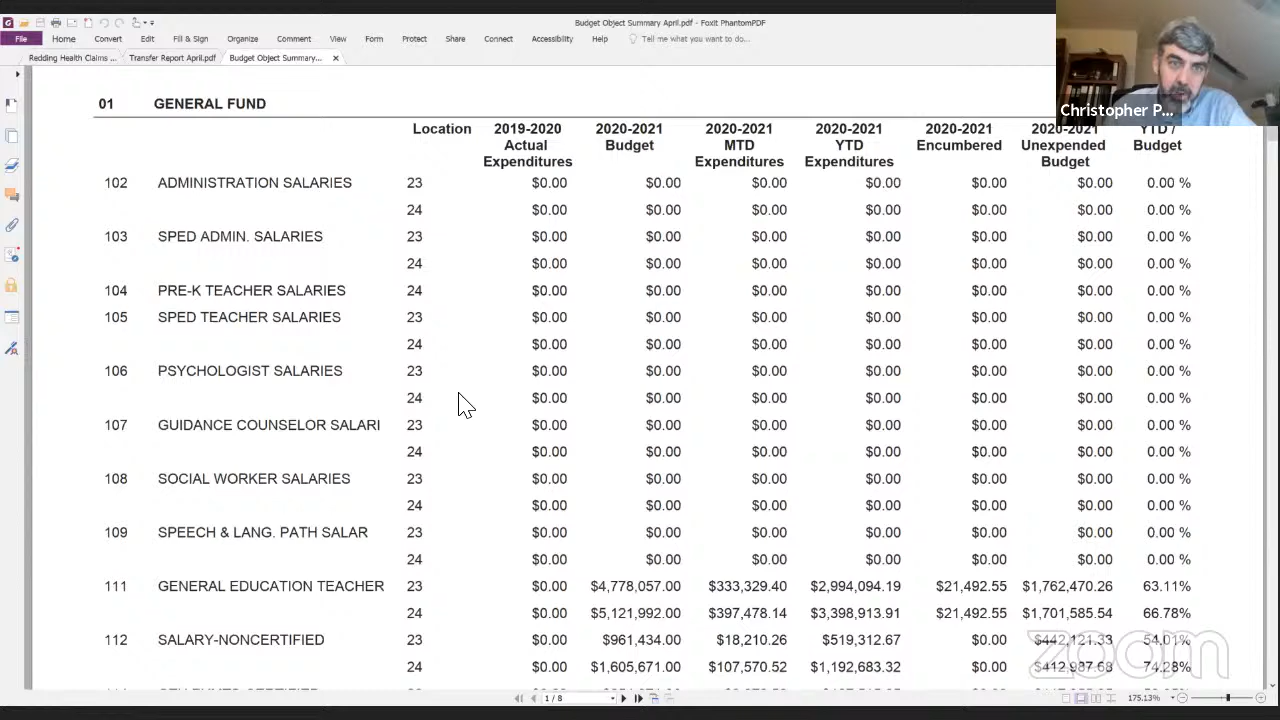 Budget Object Summary April.pdf - Foxit PhantomPDF
File Home Convert Edit Fill & Sign Organize Comment View Form Protect Share Connect Accessibility Help Tell me what you want to do...
Redding Health Claims ... Transfer Report April.pdf Budget Object Summary...
Christopher P...
01 GENERAL FUND
Location 2019-2020 2020-2021 2020-2021 2020-2021 2020-2021 2020-2021 YTD /
Actual Budget MTD YTD Encumbered Unexpended Budget
Expenditures Expenditures Expenditures Budget
102 ADMINISTRATION SALARIES 23 $0.00 $0.00 $0.00 $0.00 $0.00 $0.00 0.00 %
24 $0.00 $0.00 $0.00 $0.00 $0.00 $0.00 0.00 %
103 SPED ADMIN. SALARIES 23 $0.00 $0.00 $0.00 $0.00 $0.00 $0.00 0.00 %
24 $0.00 $0.00 $0.00 $0.00 $0.00 $0.00 0.00 %
104 PRE-K TEACHER SALARIES 24 $0.00 $0.00 $0.00 $0.00 $0.00 $0.00 0.00 %
105 SPED TEACHER SALARIES 23 $0.00 $0.00 $0.00 $0.00 $0.00 $0.00 0.00 %
24 $0.00 $0.00 $0.00 $0.00 $0.00 $0.00 0.00 %
106 PSYCHOLOGIST SALARIES 23 $0.00 $0.00 $0.00 $0.00 $0.00 $0.00 0.00 %
24 $0.00 $0.00 $0.00 $0.00 $0.00 $0.00 0.00 %
107 GUIDANCE COUNSELOR SALARI 23 $0.00 $0.00 $0.00 $0.00 $0.00 $0.00 0.00 %
24 $0.00 $0.00 $0.00 $0.00 $0.00 $0.00 0.00 %
108 SOCIAL WORKER SALARIES 23 $0.00 $0.00 $0.00 $0.00 $0.00 $0.00 0.00 %
24 $0.00 $0.00 $0.00 $0.00 $0.00 $0.00 0.00 %
109 SPEECH & LANG. PATH SALAR 23 $0.00 $0.00 $0.00 $0.00 $0.00 $0.00 0.00 %
24 $0.00 $0.00 $0.00 $0.00 $0.00 $0.00 0.00 %
111 GENERAL EDUCATION TEACHER 23 $0.00 $4,778,057.00 $333,329.40 $2,994,094.19 $21,492.55 $1,762,470.26 63.11%
24 $0.00 $5,121,992.00 $397,478.14 $3,398,913.91 $21,492.55 $1,701,585.54 66.78%
112 SALARY-NONCERTIFIED 23 $0.00 $961,434.00 $18,210.26 $519,312.67 $0.00 $442,121.33 54.01%
24 $0.00 $1,605,671.00 $107,570.52 $1,192,683.32 $0.00 $412,987.68 74.28%
zoom
1 / 8
175.13%